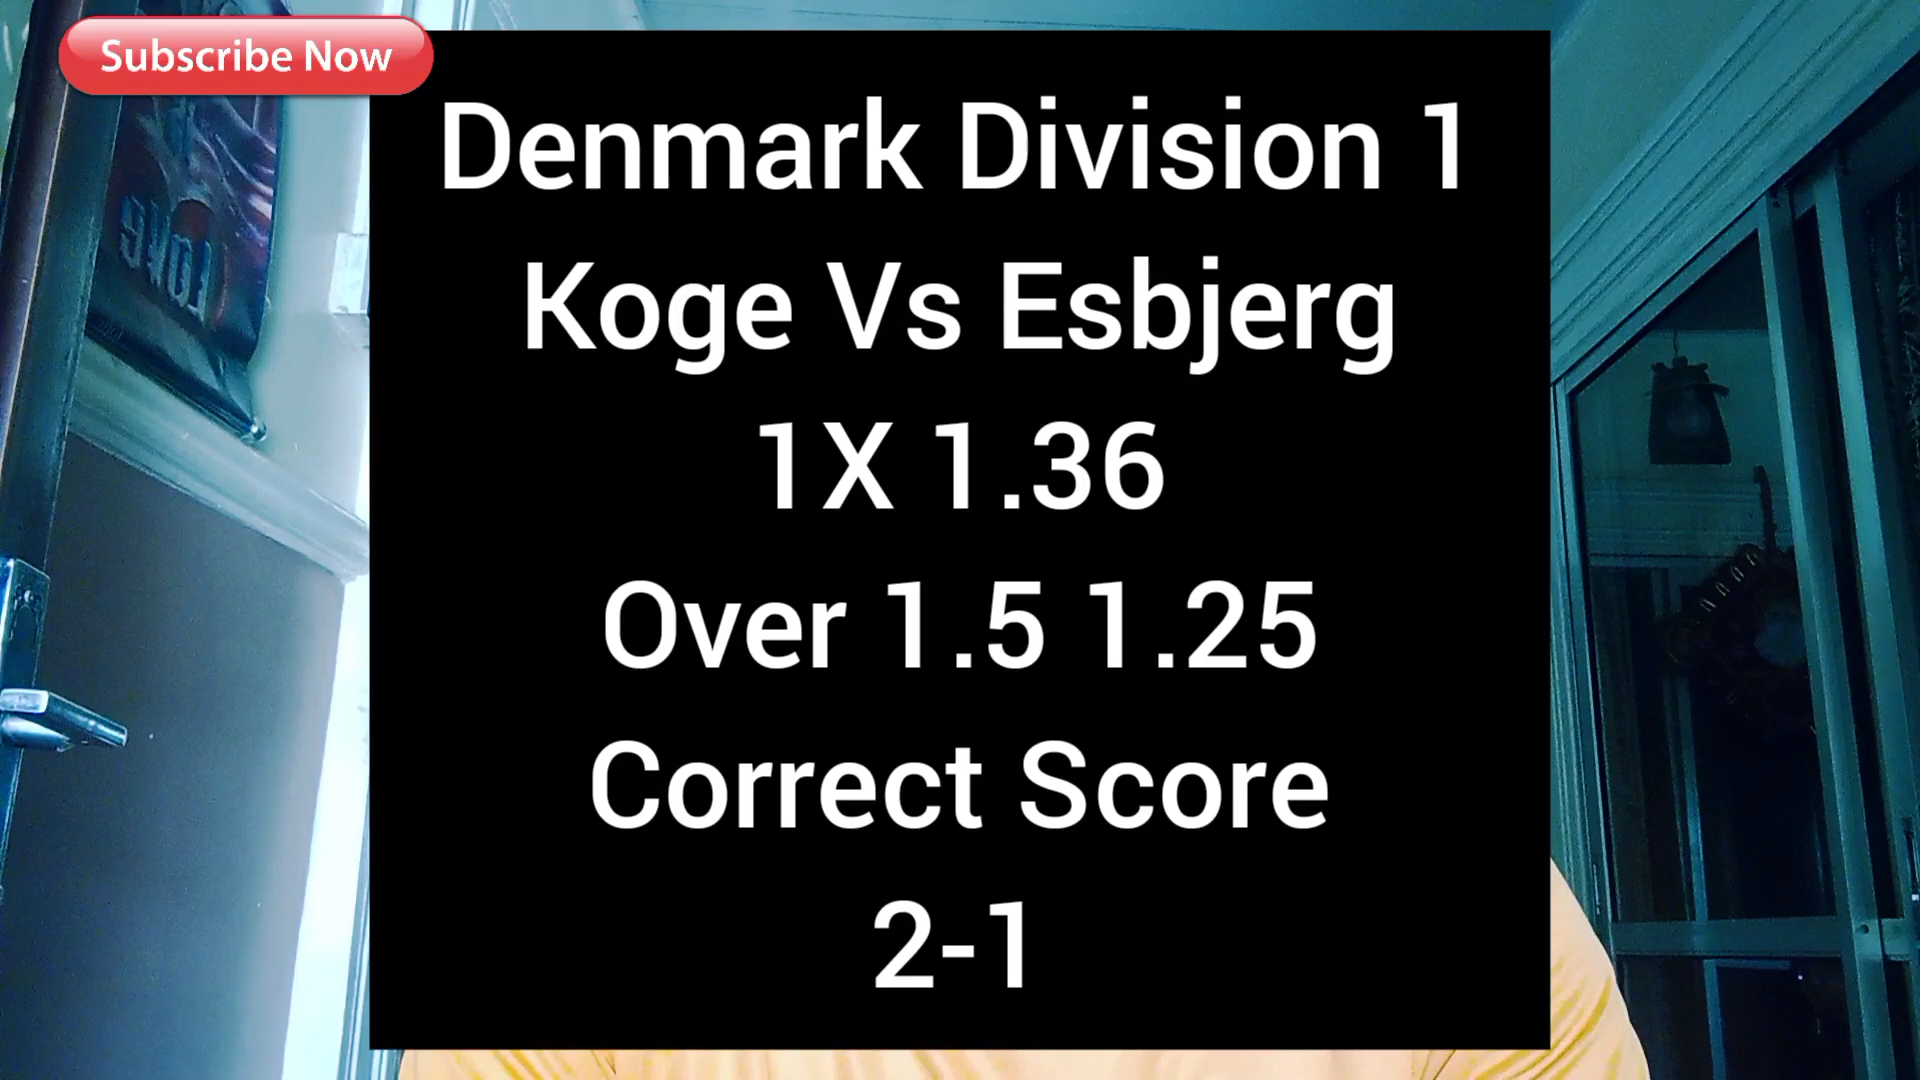 Subscribe Now
Denmark Division 1
Koge Vs Esbjerg
1X 1.36
Over 1.5 1.25
Correct Score
2-1